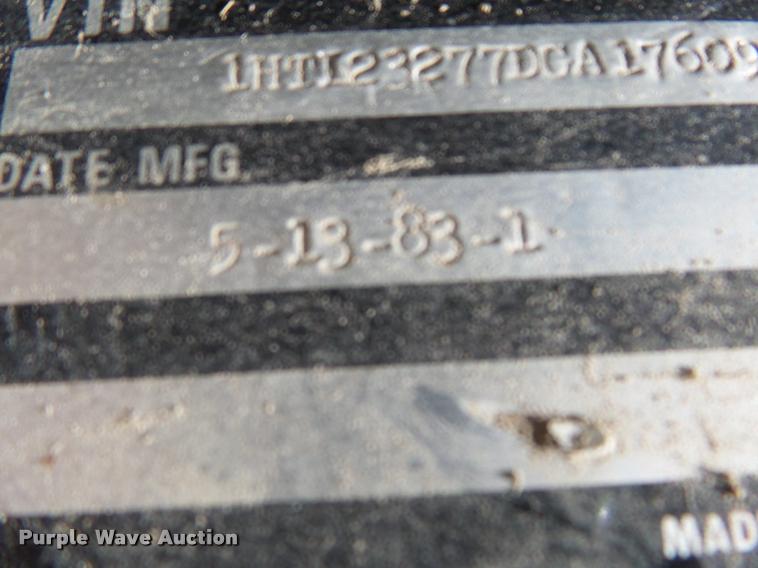 VIN
1HTL23277DGA17609
DATE MFG.
5-13-83-1
MAD
Purple Wave Auction